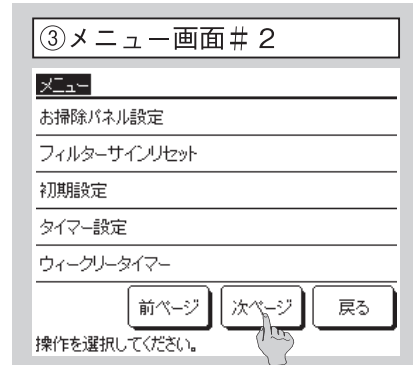 ③メニュー画面＃2
メニュー
お掃除パネル設定
フィルターサインリセット
初期設定
タイマー設定
ウィークリータイマー
前ページ 次ページ 戻る
操作を選択してください。